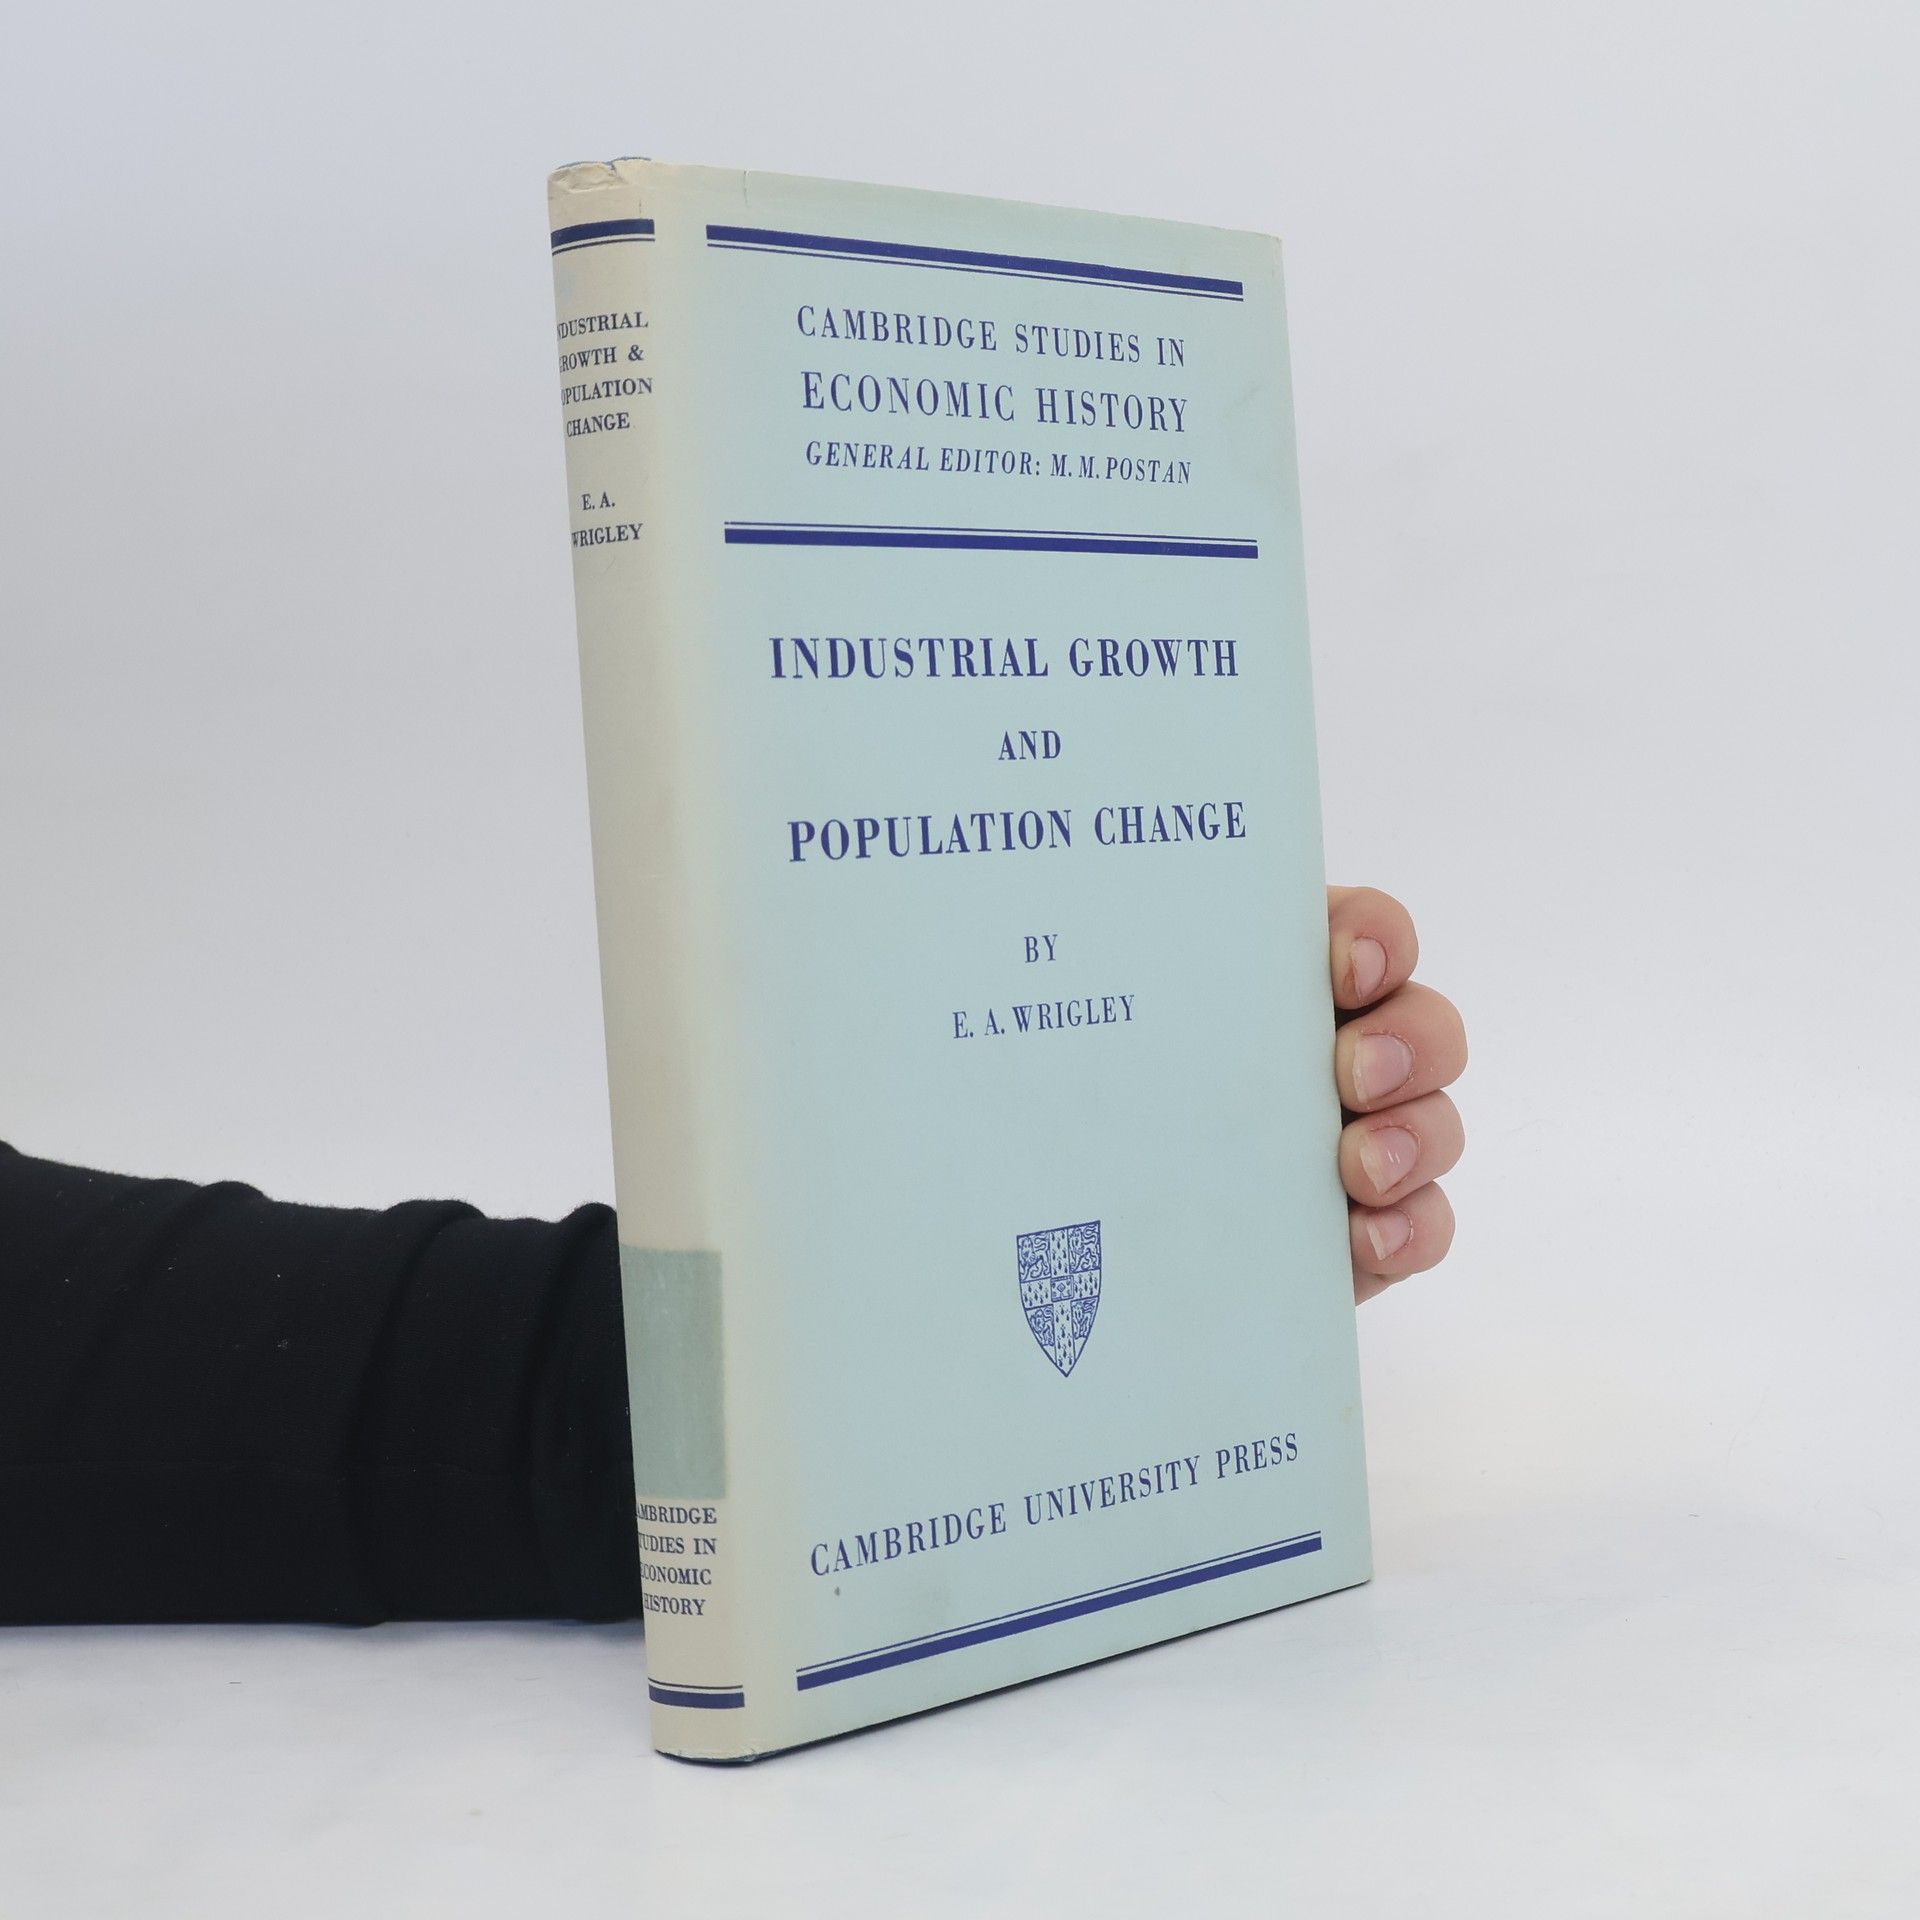 INDUSTRIAL
GROWTH &
POPULATION
CHANGE
E. A.
WRIGLEY
CAMBRIDGE
STUDIES IN
ECONOMIC
HISTORY
CAMBRIDGE STUDIES IN
ECONOMIC HISTORY
GENERAL EDITOR: M. M. POSTAN
INDUSTRIAL GROWTH
AND
POPULATION CHANGE
BY
E. A. WRIGLEY
CAMBRIDGE UNIVERSITY PRESS